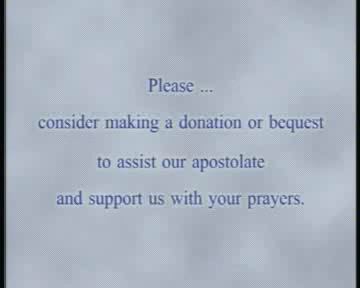 Please ...
consider making a donation or bequest
to assist our apostolate
and support us with your prayers.